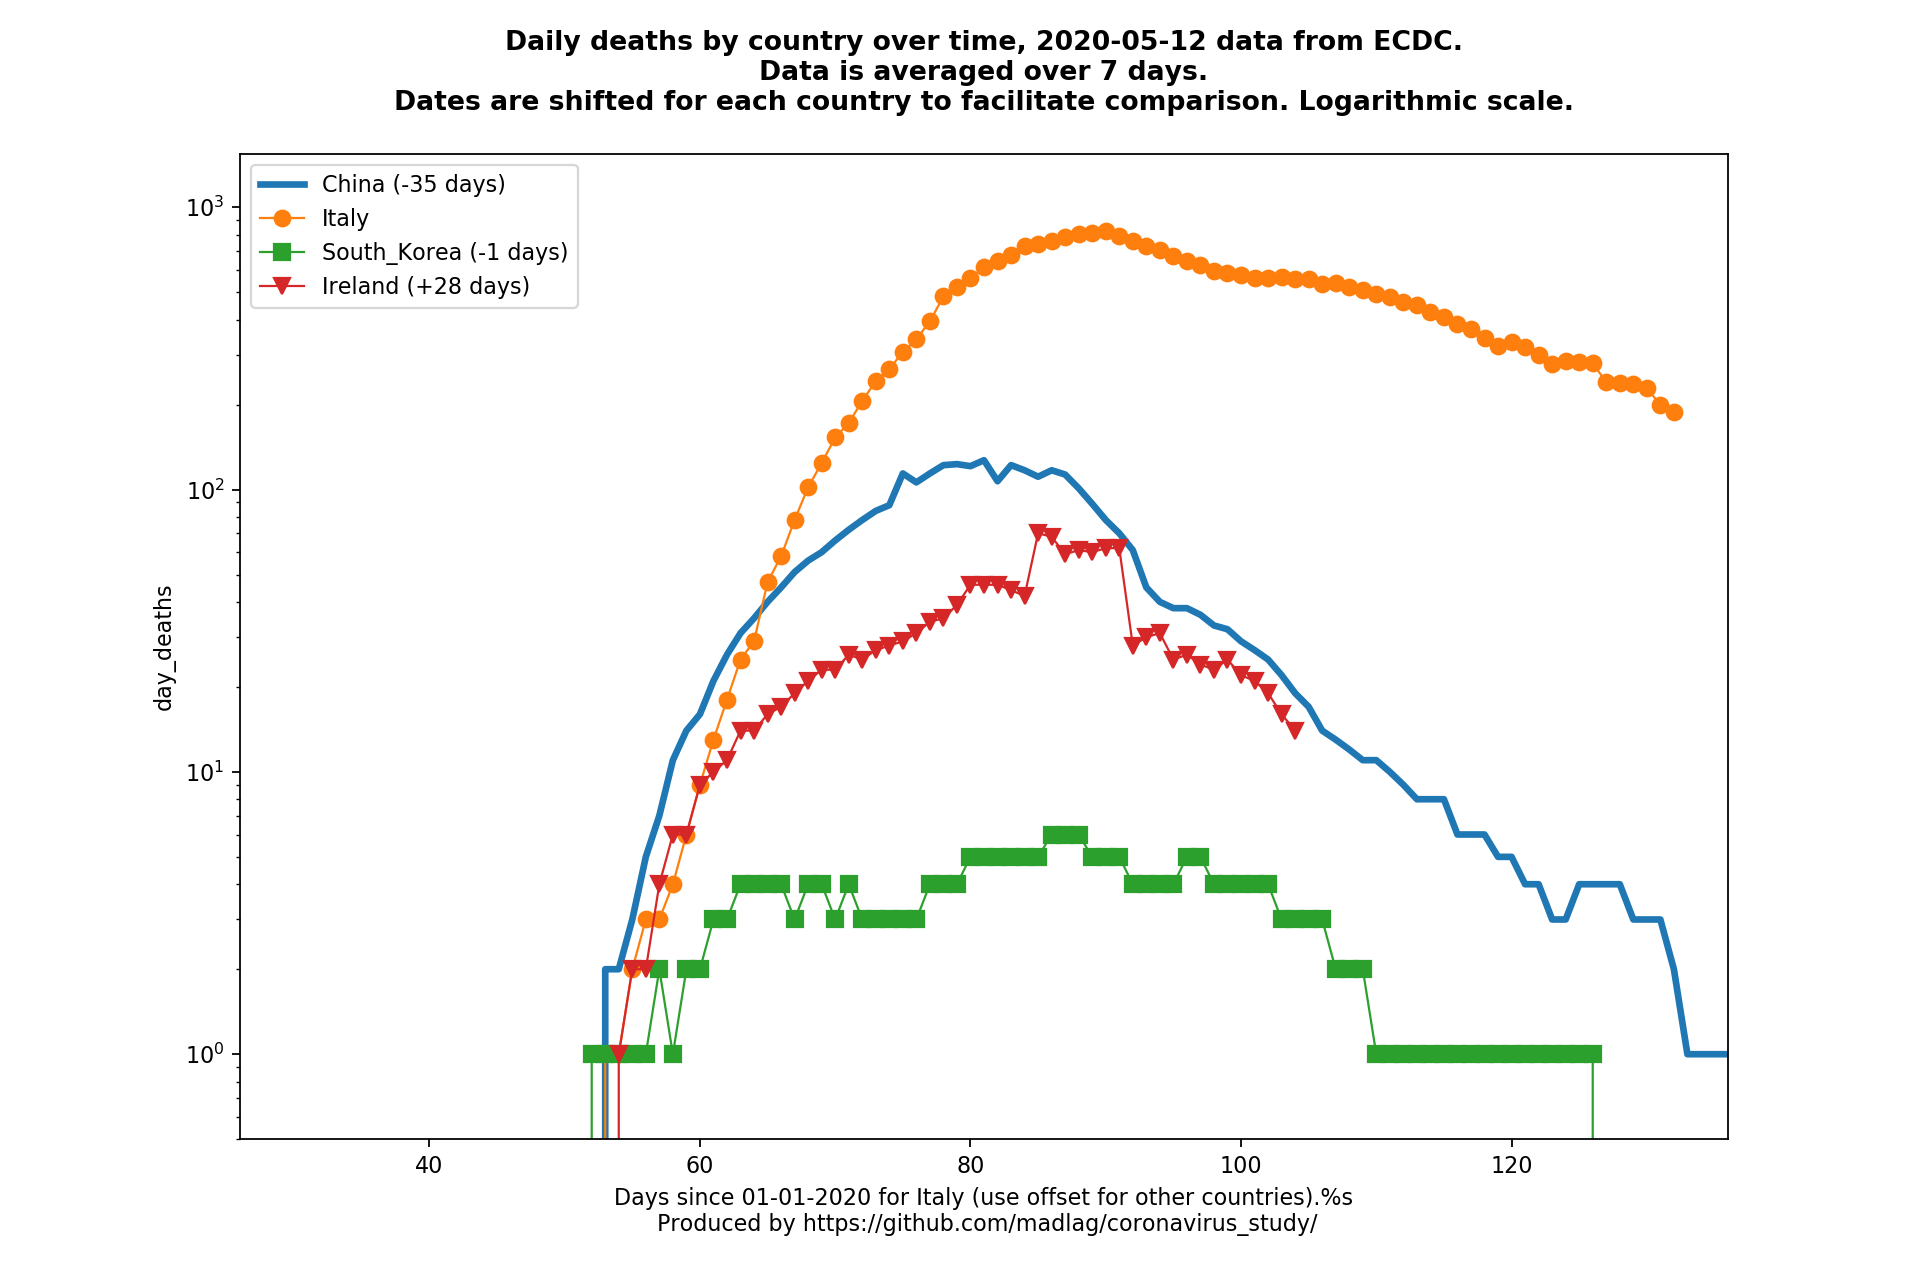 Daily deaths by country over time, 2020-05-12 data from ECDC.
Data is averaged over 7 days.
Dates are shifted for each country to facilitate comparison. Logarithmic scale.
China (-35 days)
Italy
South_Korea (-1 days)
Ireland (+28 days)
10³
10²
10¹
10⁰
day_deaths
40 60 80 100 120
Days since 01-01-2020 for Italy (use offset for other countries).%s
Produced by https://github.com/madlag/coronavirus_study/